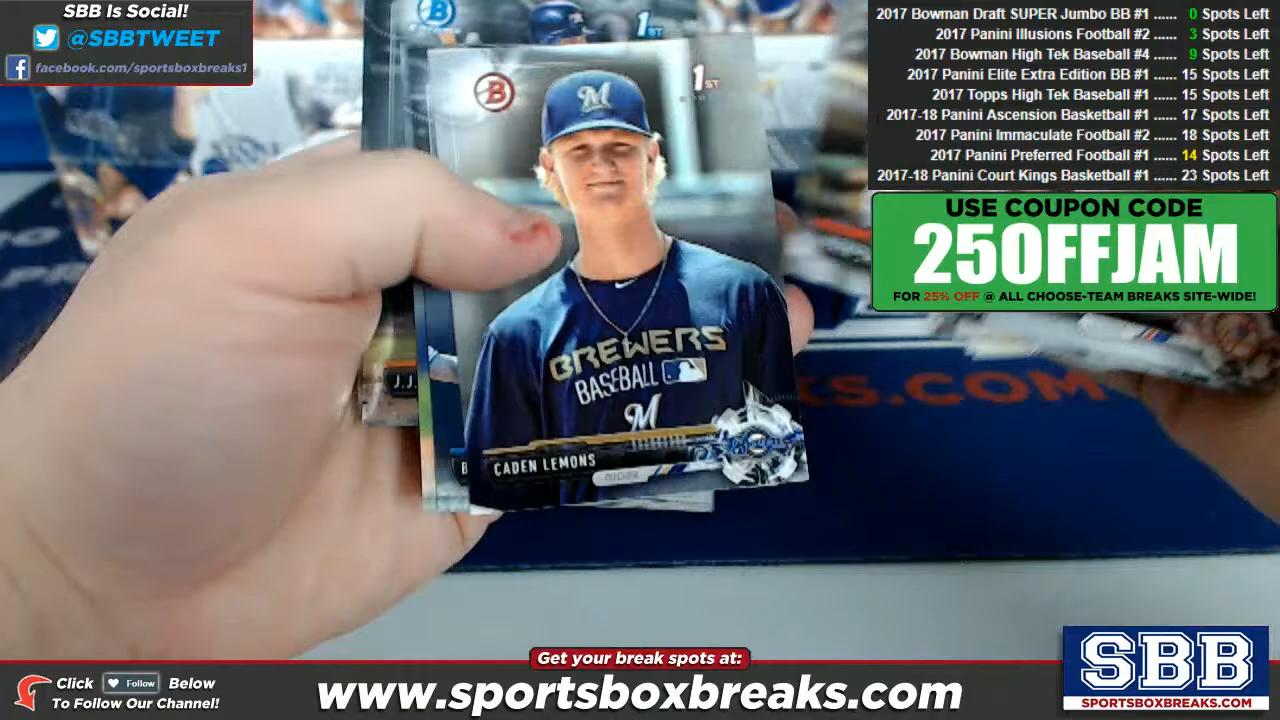 SBB Is Social!
@SBBTWEET
facebook.com/sportsboxbreaks1
2017 Bowman Draft SUPER Jumbo BB #1 ...... 0 Spots Left
2017 Panini Illusions Football #2 ...... 3 Spots Left
2017 Bowman High Tek Baseball #4 ...... 9 Spots Left
2017 Panini Elite Extra Edition BB #1 ...... 15 Spots Left
2017 Topps High Tek Baseball #1 ...... 15 Spots Left
2017-18 Panini Ascension Basketball #1 ...... 17 Spots Left
2017 Panini Immaculate Football #2 ...... 18 Spots Left
2017 Panini Preferred Football #1 ...... 14 Spots Left
2017-18 Panini Court Kings Basketball #1 ...... 23 Spots Left
USE COUPON CODE
25OFFJAM
FOR 25% OFF @ ALL CHOOSE-TEAM BREAKS SITE-WIDE!
B
1ST
B
1ST
M
BREWERS
BASEBALL
M
J.J.
B
CADEN LEMONS
PITCHER
KS.COM
Get your break spots at:
www.sportsboxbreaks.com
Click Follow Below
To Follow Our Channel!
SBB
SPORTSBOXBREAKS.COM